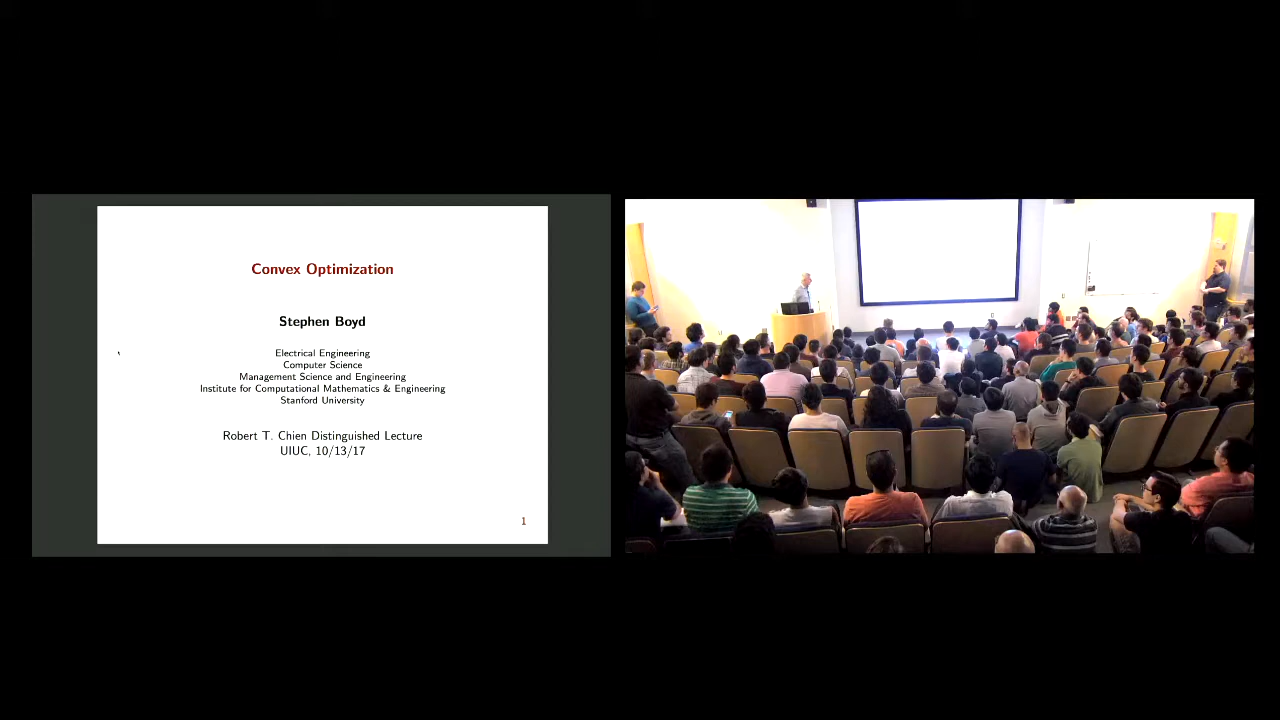 Convex Optimization
Stephen Boyd
Electrical Engineering
Computer Science
Management Science and Engineering
Institute for Computational Mathematics & Engineering
Stanford University
Robert T. Chien Distinguished Lecture
UIUC, 10/13/17
1